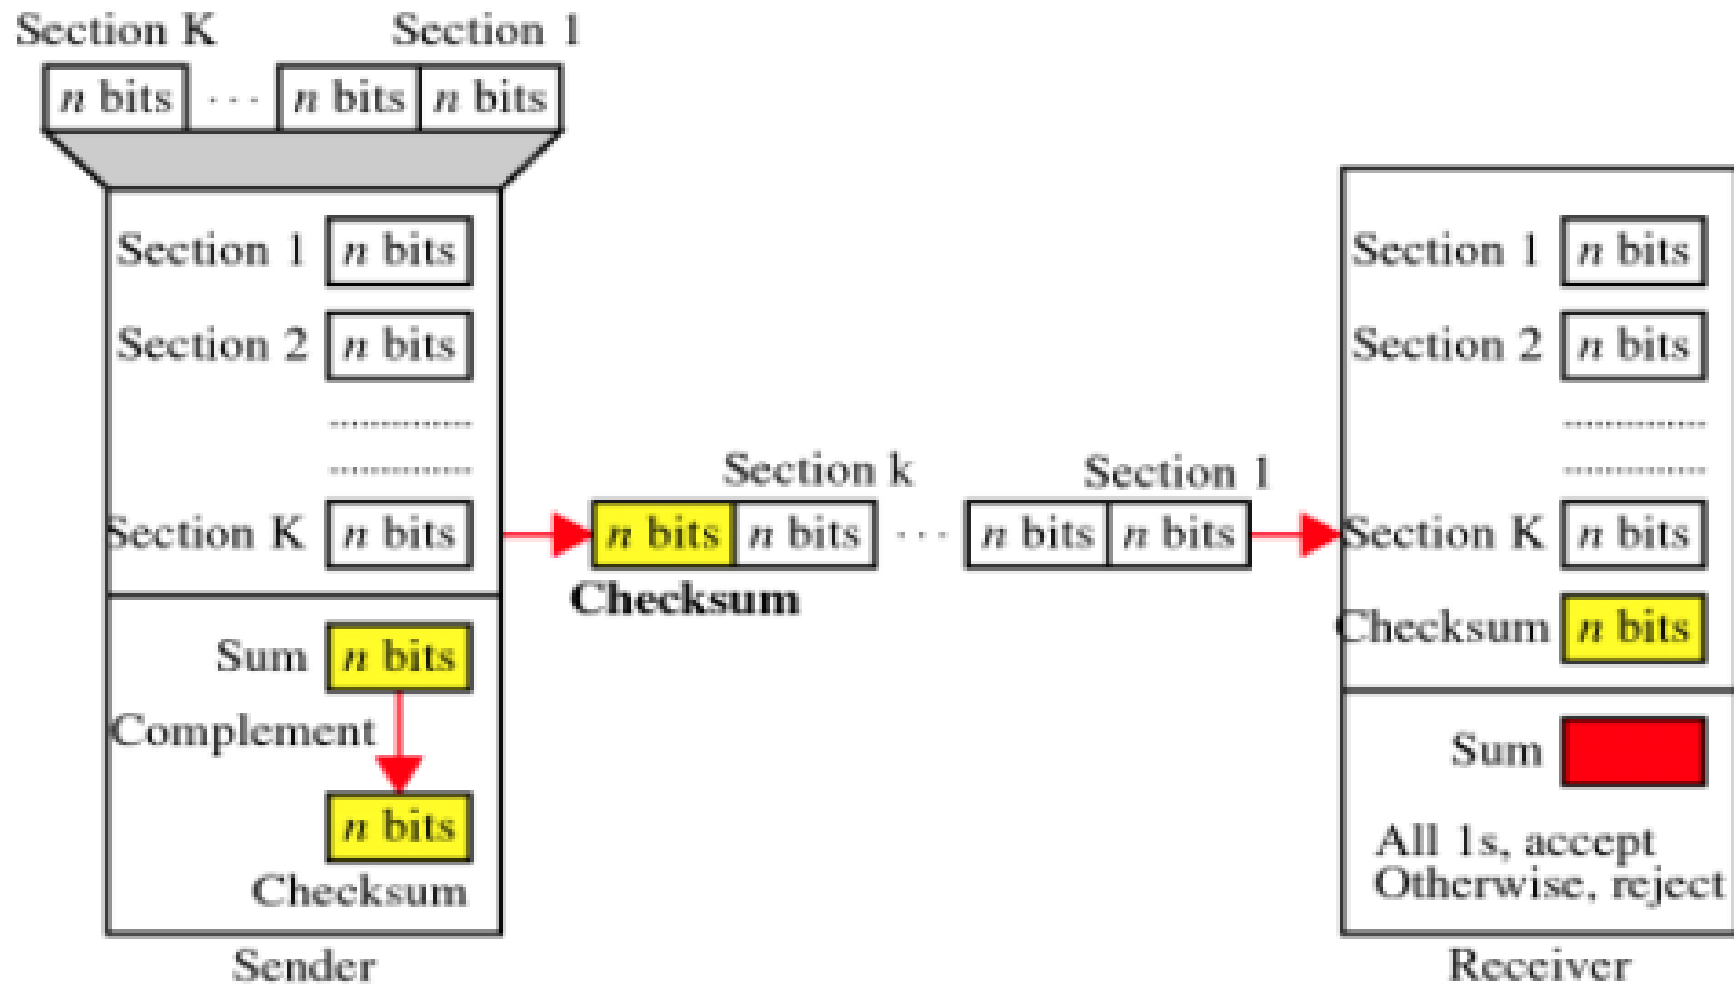 Section K Section 1
n bits ... n bits n bits
Section 1 n bits
Section 2 n bits
Section K n bits
Sum n bits
Complement
n bits
Checksum
Sender
Section k Section 1
n bits n bits ... n bits n bits
Checksum
Section 1 n bits
Section 2 n bits
Section K n bits
Checksum n bits
Sum
All 1s, accept
Otherwise, reject
Receiver